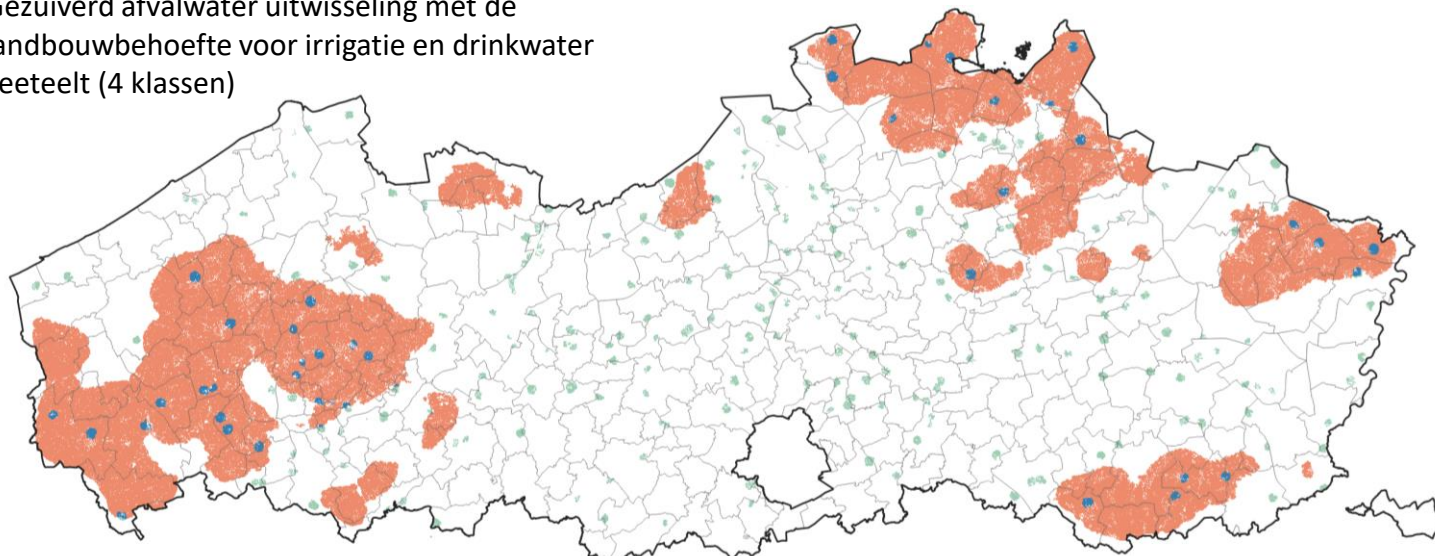 Gezuiverd afvalwater uitwisseling met de
landbouwbehoefte voor irrigatie en drinkwater
veeteelt (4 klassen)